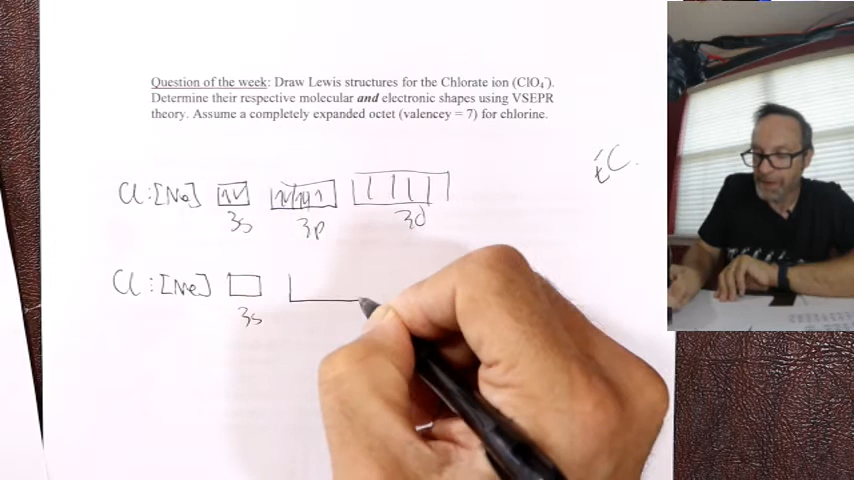 Question of the week: Draw Lewis structures for the Chlorate ion (ClO₄⁻).
Determine their respective molecular and electronic shapes using VSEPR
theory. Assume a completely expanded octet (valencey = 7) for chlorine.
Cl:[Ne]
3s 3p 3d
Cl:[Ne]
3s